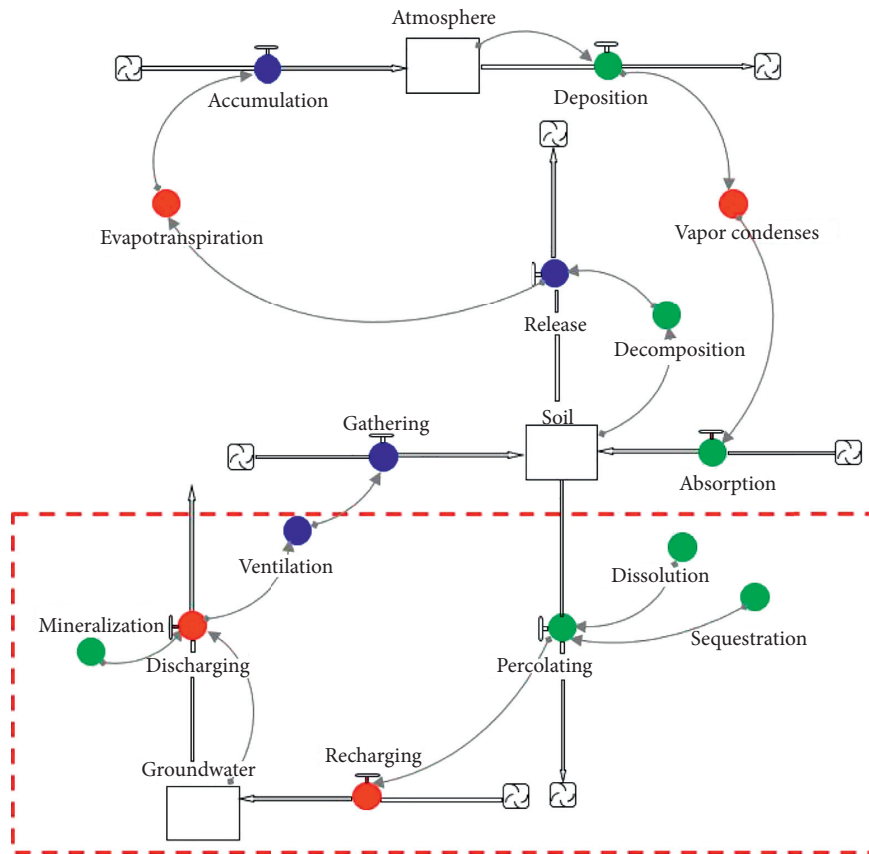 Atmosphere
Accumulation
Deposition
Evapotranspiration
Vapor condenses
Release
Decomposition
Soil
Gathering
Absorption
Ventilation
Dissolution
Mineralization
Sequestration
Discharging
Percolating
Recharging
Groundwater